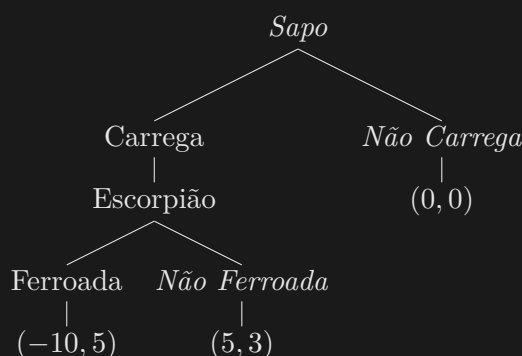 Sapo
Carrega Não Carrega
Escorpião (0, 0)
Ferroada Não Ferroada
(−10, 5) (5, 3)